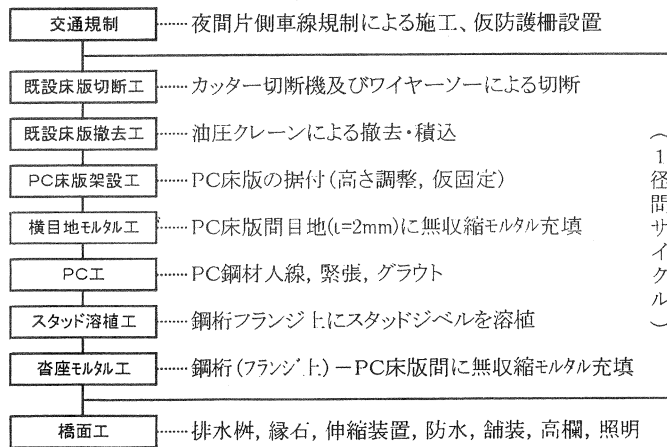 交通規制……夜間片側車線規制による施工、仮防護柵設置
既設床版切断工……カッター切断機及びワイヤーソーによる切断
既設床版撤去工……油圧クレーンによる撤去・積込
PC床版架設工……PC床版の据付(高さ調整, 仮固定)
横目地モルタル工……PC床版間目地(t=2mm)に無収縮モルタル充填
PC工……PC鋼材人線, 緊張, グラウト
スタッド溶植工……鋼桁フランジ上にスタッドジベルを溶植
沓座モルタル工……鋼桁(フランジ上)−PC床版間に無収縮モルタル充填
橋面工……排水桝, 縁石, 伸縮装置, 防水, 舗装, 高欄, 照明
(1径間サイクル)